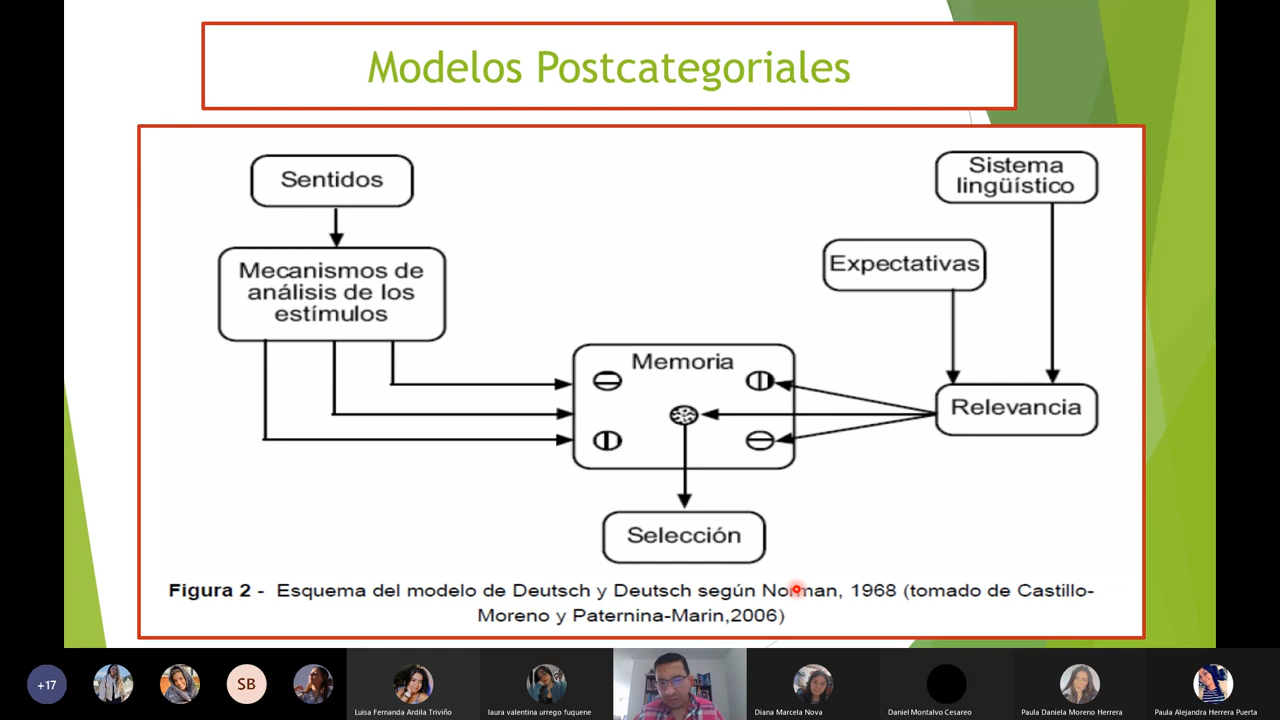 Modelos Postcategoriales
Sentidos
Sistema
lingüístico
Mecanismos de
análisis de los
estímulos
Expectativas
Memoria
Relevancia
Selección
Figura 2 - Esquema del modelo de Deutsch y Deutsch según Norman, 1968 (tomado de Castillo-
Moreno y Paternina-Marin,2006)
+17
SB
Luisa Fernanda Ardila Triviño
laura valentina urrego fuquene
Diana Marcela Nova
Daniel Montalvo Cesareo
Paula Daniela Moreno Herrera
Paula Alejandra Herrera Puerta